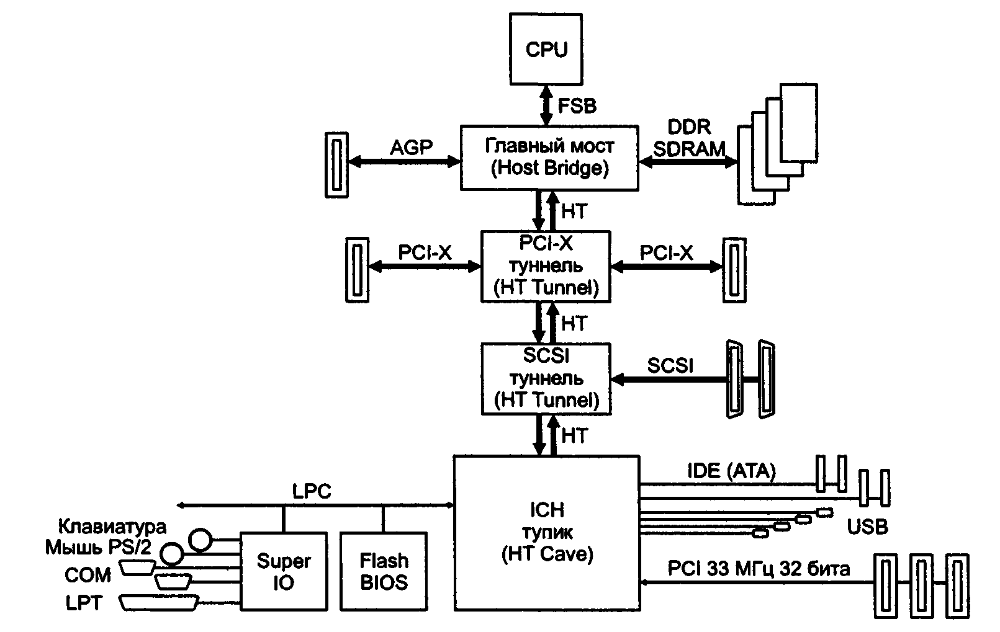 CPU
FSB
AGP
Главный мост
(Host Bridge)
DDR
SDRAM
HT
PCI-X
PCI-X
туннель
(HT Tunnel)
PCI-X
HT
SCSI
туннель
(HT Tunnel)
SCSI
HT
LPC
ICH
тупик
(HT Cave)
IDE (ATA)
USB
PCI 33 МГц 32 бита
Клавиатура
Мышь PS/2
COM
LPT
Super
IO
Flash
BIOS